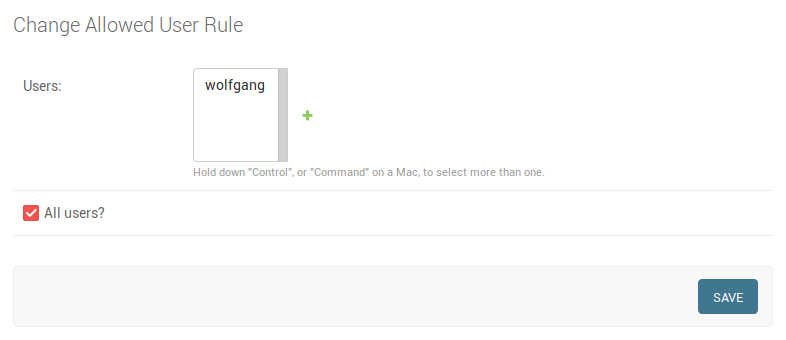 Change Allowed User Rule
Users:
wolfgang
Hold down "Control", or "Command" on a Mac, to select more than one.
All users?
SAVE